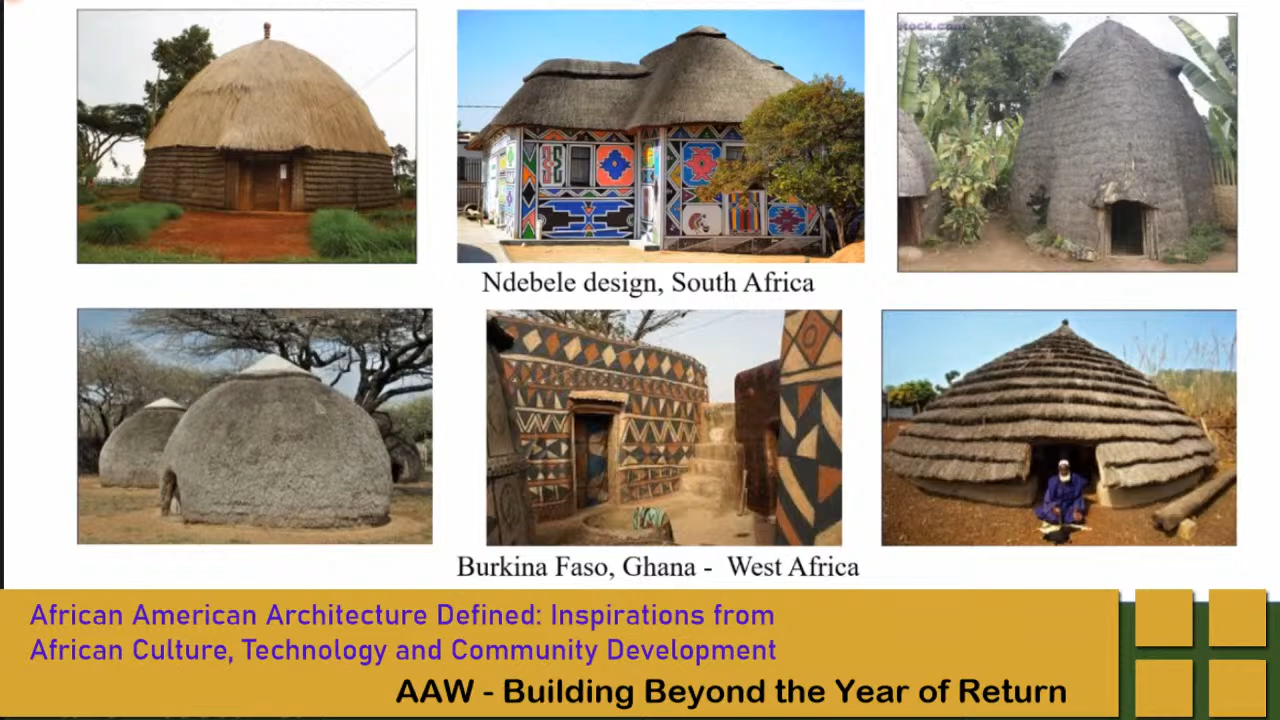 Ndebele design, South Africa
Burkina Faso, Ghana - West Africa
African American Architecture Defined: Inspirations from
African Culture, Technology and Community Development
AAW - Building Beyond the Year of Return